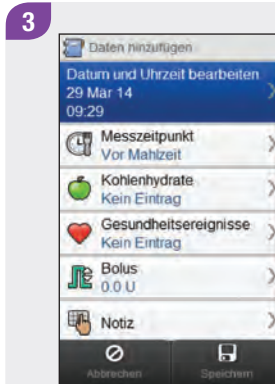 3
Daten hinzufügen
Datum und Uhrzeit bearbeiten
29 Mär 14
09:29
Messzeitpunkt
Vor Mahlzeit
Kohlenhydrate
Kein Eintrag
Gesundheitsereignisse
Kein Eintrag
Bolus
0.0 U
Notiz
Abbrechen Speichern